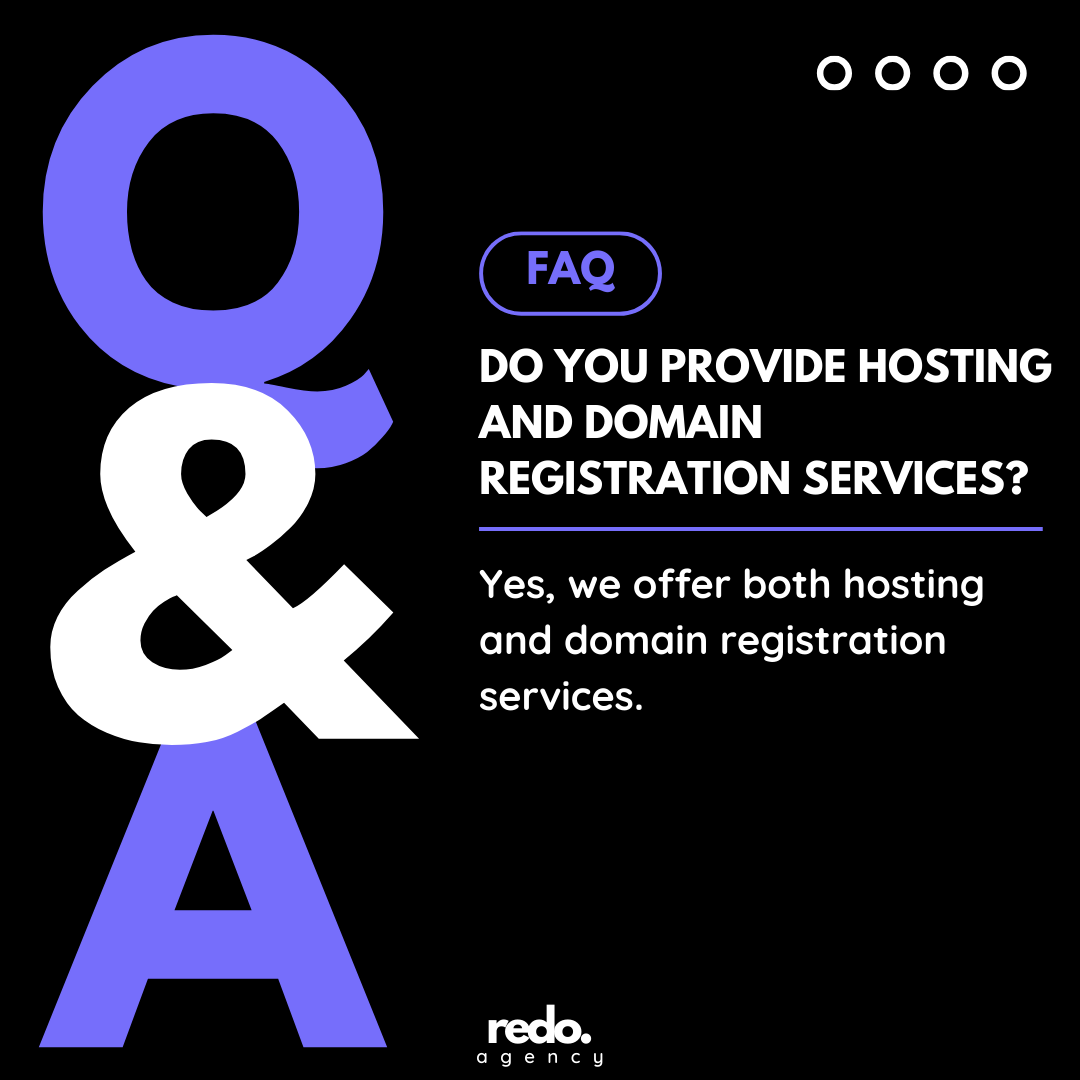 Q
&
A
FAQ
DO YOU PROVIDE HOSTING
AND DOMAIN
REGISTRATION SERVICES?
Yes, we offer both hosting
and domain registration
services.
redo.
agency